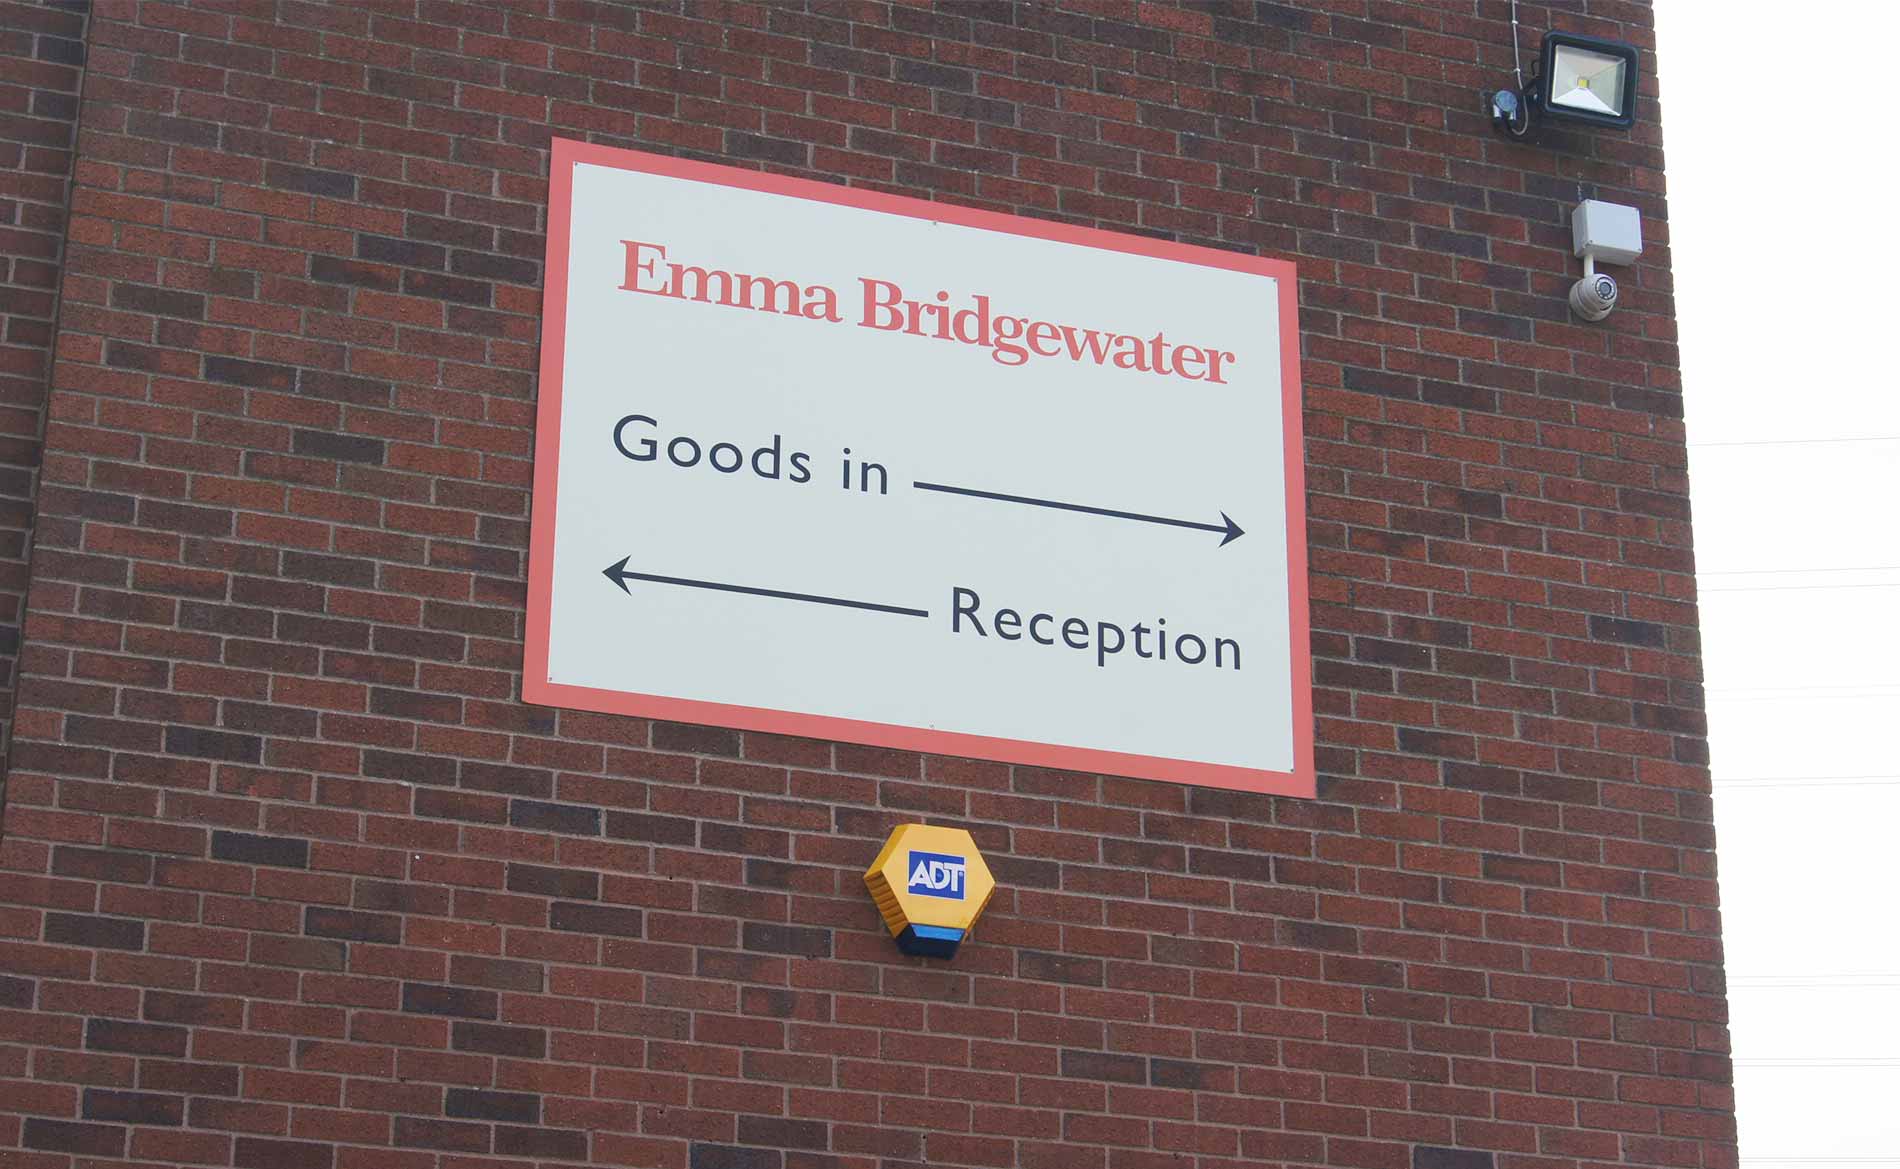 Emma Bridgewater
Goods in
Reception
ADT